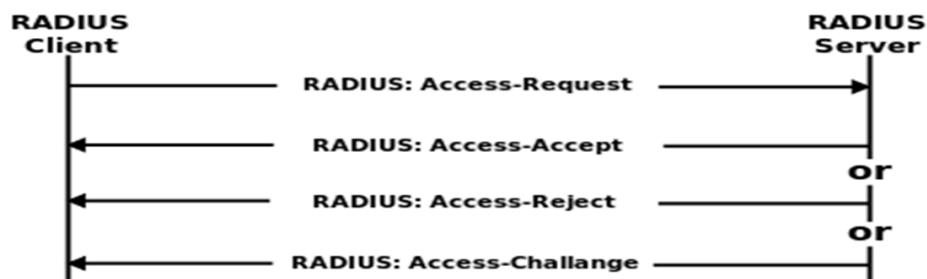 RADIUS
Client
RADIUS
Server
RADIUS: Access-Request
RADIUS: Access-Accept
or
RADIUS: Access-Reject
or
RADIUS: Access-Challange